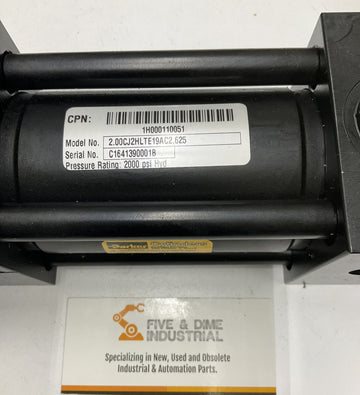 CPN:
1H000110051
Model No. 2.00CJ2HLTE19AC2.625
Serial No. C16413900018
Pressure Rating: 2000 psi Hyd
Parker
FIVE & DIME
INDUSTRIAL
Specializing in New, Used and Obsolete
Industrial & Automation Parts.